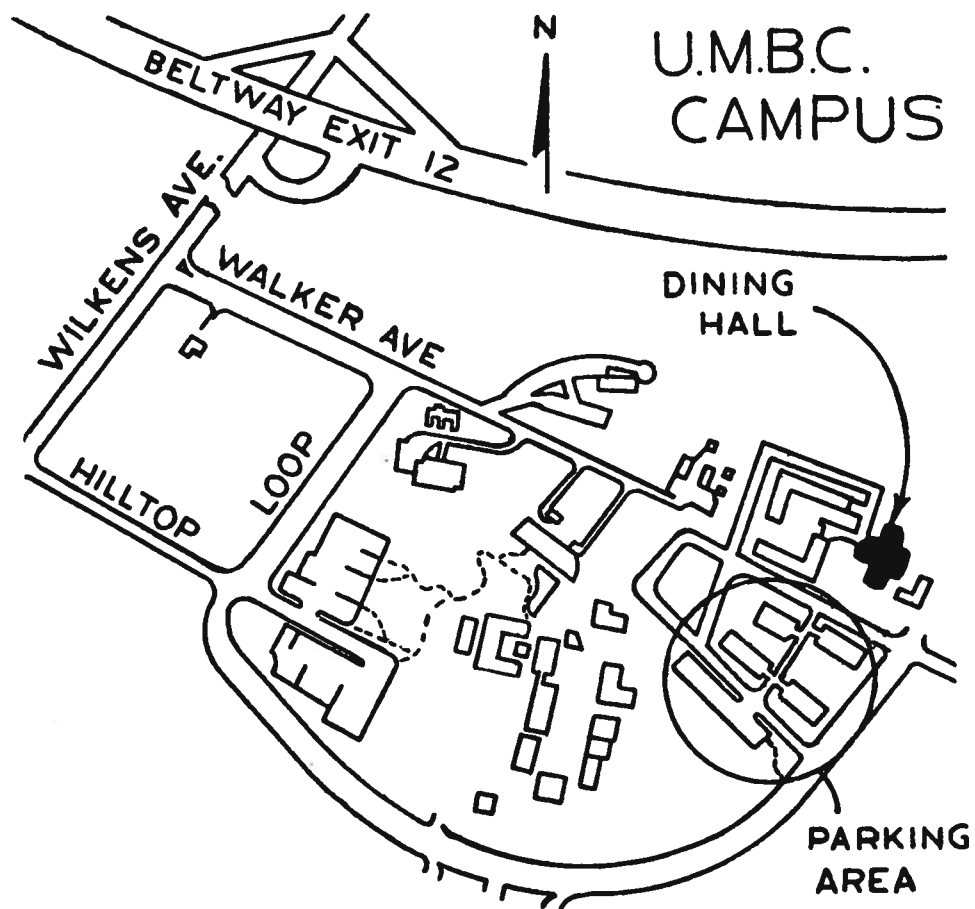 N
U.M.B.C.
CAMPUS
BELTWAY EXIT 12
WILKENS AVE.
WALKER AVE
DINING
HALL
HILLTOP
LOOP
PARKING
AREA